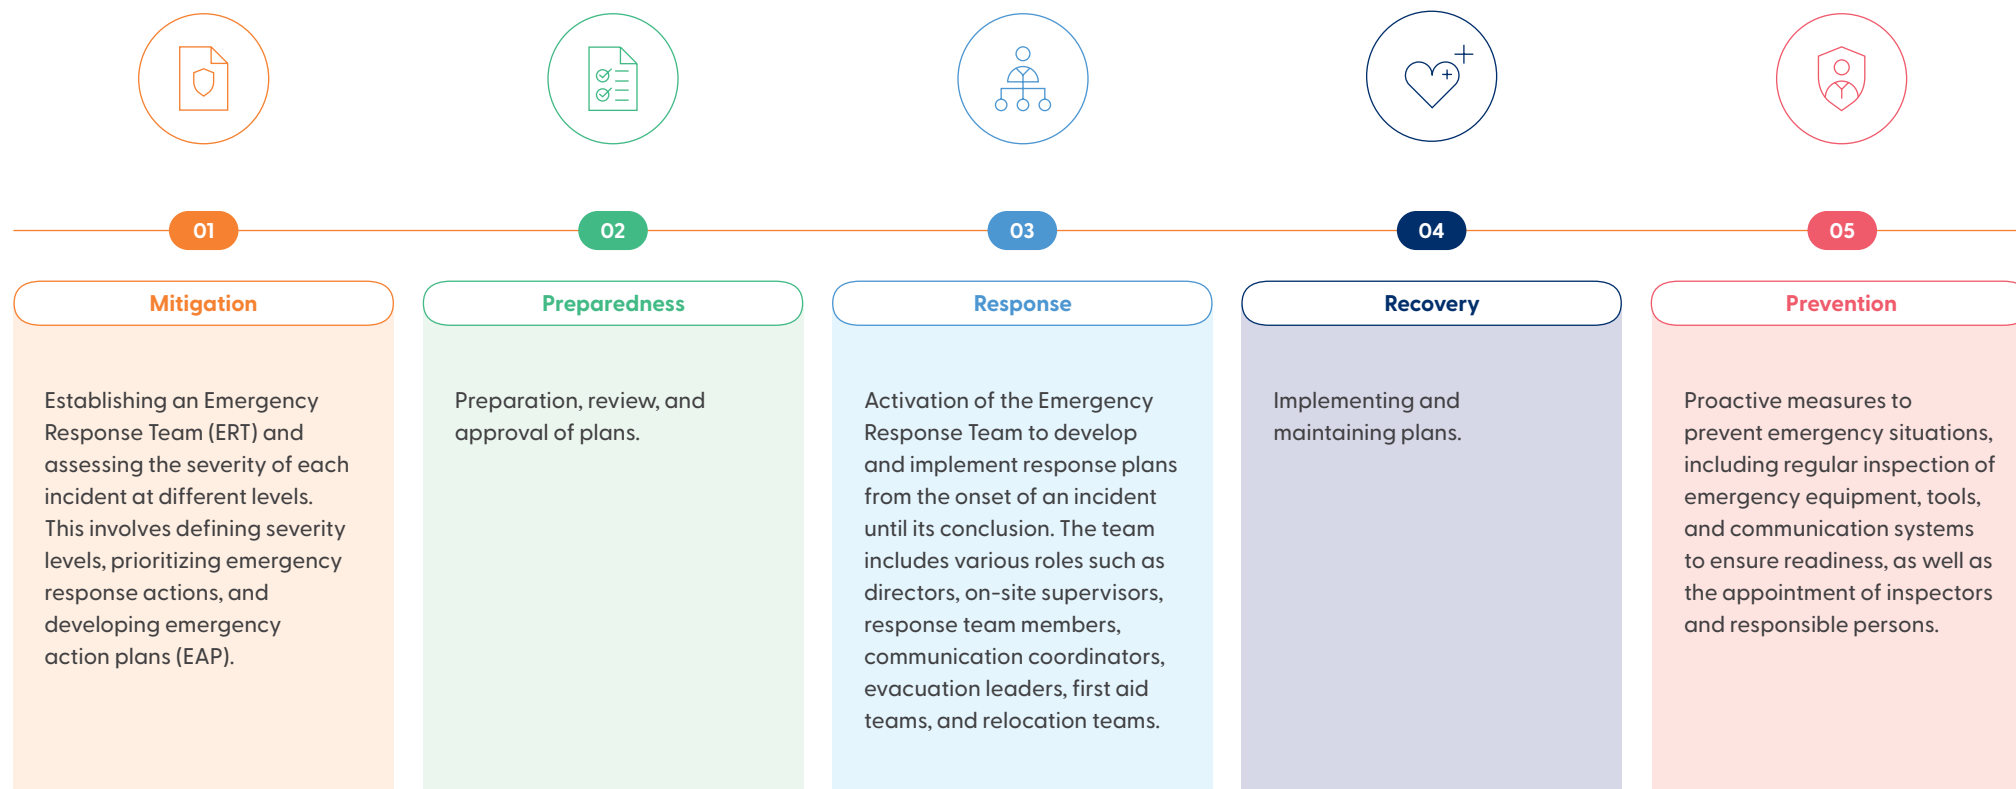 01
Mitigation
Establishing an Emergency
Response Team (ERT) and
assessing the severity of each
incident at different levels.
This involves defining severity
levels, prioritizing emergency
response actions, and
developing emergency
action plans (EAP).
02
Preparedness
Preparation, review, and
approval of plans.
03
Response
Activation of the Emergency
Response Team to develop
and implement response plans
from the onset of an incident
until its conclusion. The team
includes various roles such as
directors, on-site supervisors,
response team members,
communication coordinators,
evacuation leaders, first aid
teams, and relocation teams.
04
Recovery
Implementing and
maintaining plans.
05
Prevention
Proactive measures to
prevent emergency situations,
including regular inspection of
emergency equipment, tools,
and communication systems
to ensure readiness, as well as
the appointment of inspectors
and responsible persons.